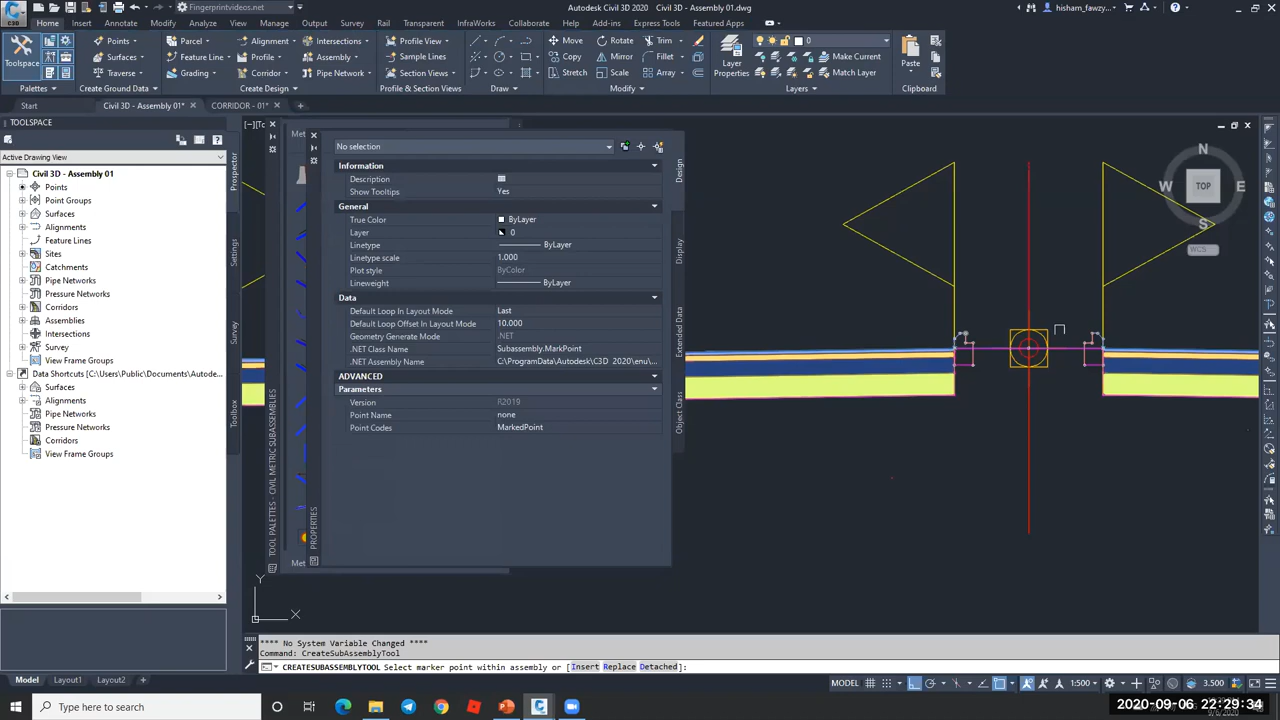 C3D
Civil 3D
Fingerprintvideos.net
Autodesk Civil 3D 2020 Civil 3D - Assembly 01.dwg
Type a keyword or phrase
hisham_fawzy...
Home Insert Annotate Modify Analyze View Manage Output Survey Rail Transparent InfraWorks Collaborate Help Add-ins Express Tools Featured Apps
Toolspace
Points
Surfaces
Traverse
Parcel
Feature Line
Grading
Alignment
Profile
Corridor
Intersections
Assembly
Pipe Network
Profile View
Sample Lines
Section Views
Move
Copy
Stretch
Rotate
Mirror
Scale
Trim
Fillet
Array
Layer
Properties
0
Make Current
Match Layer
Paste
Palettes
Create Ground Data
Create Design
Profile & Section Views
Draw
Modify
Layers
Clipboard
Start
Civil 3D - Assembly 01*
CORRIDOR - 01*
TOOLSPACE
Active Drawing View
Civil 3D - Assembly 01
Points
Point Groups
Surfaces
Alignments
Feature Lines
Sites
Catchments
Pipe Networks
Pressure Networks
Corridors
Assemblies
Intersections
Survey
View Frame Groups
Data Shortcuts [C:\Users\Public\Documents\Autode...
Surfaces
Alignments
Pipe Networks
Pressure Networks
Corridors
View Frame Groups
Prospector
Settings
Survey
Toolbox
TOOL PALETTES - CIVIL METRIC SUBASSEMBLIES
PROPERTIES
No selection
Information
Description
Show Tooltips Yes
General
True Color ByLayer
Layer 0
Linetype ByLayer
Linetype scale 1.000
Plot style ByColor
Lineweight ByLayer
Data
Default Loop In Layout Mode Last
Default Loop Offset In Layout Mode 10.000
Geometry Generate Mode .NET
.NET Class Name Subassembly.MarkPoint
.NET Assembly Name C:\ProgramData\Autodesk\C3D 2020\enu\...
ADVANCED
Parameters
Version R2019
Point Name none
Point Codes MarkedPoint
Design
Display
Extended Data
Object Class
N
W TOP E
S
WCS
Y
X
**** No System Variable Changed ****
Command: CreateSubAssemblyTool
CREATESUBASSEMBLYTOOL Select marker point within assembly or [Insert Replace Detached]:
Model Layout1 Layout2
MODEL
1:500
3.500
Type here to search
2020-09-06 22:29:34